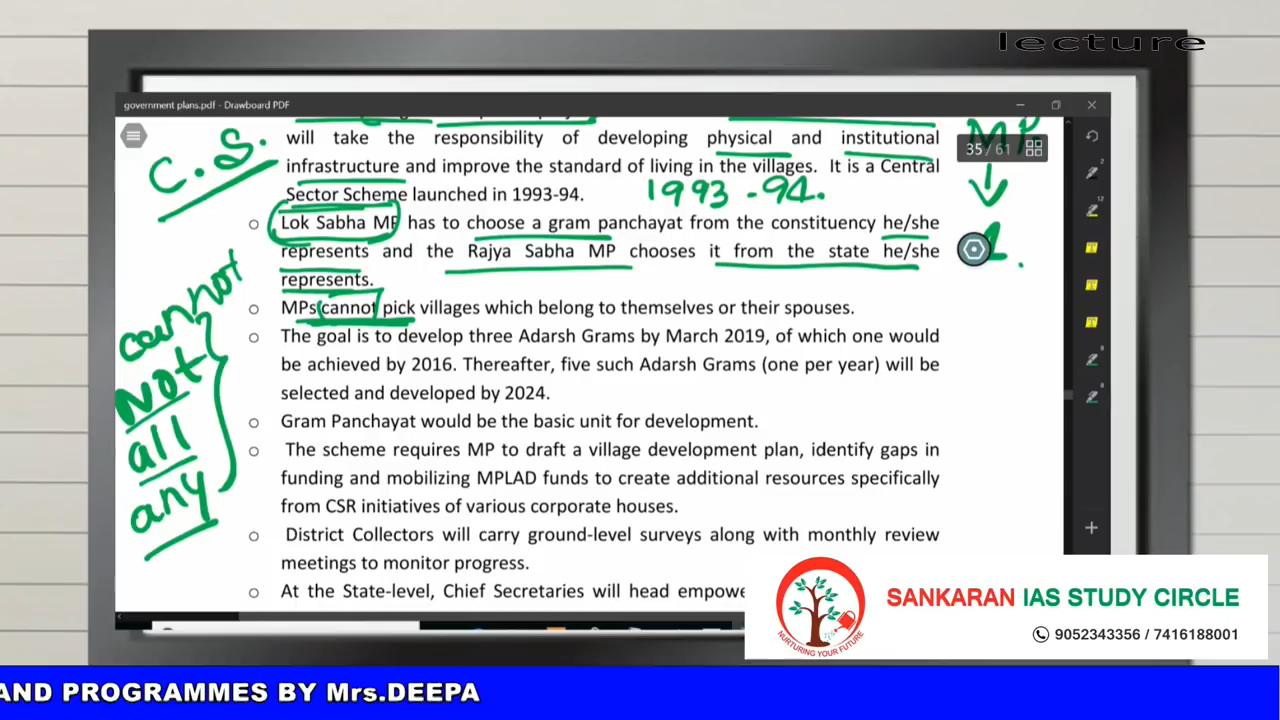 lecture
government plans.pdf - Drawboard PDF
will take the responsibility of developing physical and institutional
MP
35 / 61
C.S.
infrastructure and improve the standard of living in the villages. It is a Central
Sector Scheme launched in 1993-94.
1993 - 94.
o Lok Sabha MP has to choose a gram panchayat from the constituency he/she
represents and the Rajya Sabha MP chooses it from the state he/she
represents.
cannot
o MPs cannot pick villages which belong to themselves or their spouses.
cannot
o The goal is to develop three Adarsh Grams by March 2019, of which one would
be achieved by 2016. Thereafter, five such Adarsh Grams (one per year) will be
Not
selected and developed by 2024.
o Gram Panchayat would be the basic unit for development.
all
o The scheme requires MP to draft a village development plan, identify gaps in
funding and mobilizing MPLAD funds to create additional resources specifically
any
from CSR initiatives of various corporate houses.
o District Collectors will carry ground-level surveys along with monthly review
meetings to monitor progress.
o At the State-level, Chief Secretaries will head empowe
SANKARAN IAS STUDY CIRCLE
9052343356 / 7416188001
NURTURING YOUR FUTURE
AND PROGRAMMES BY Mrs.DEEPA